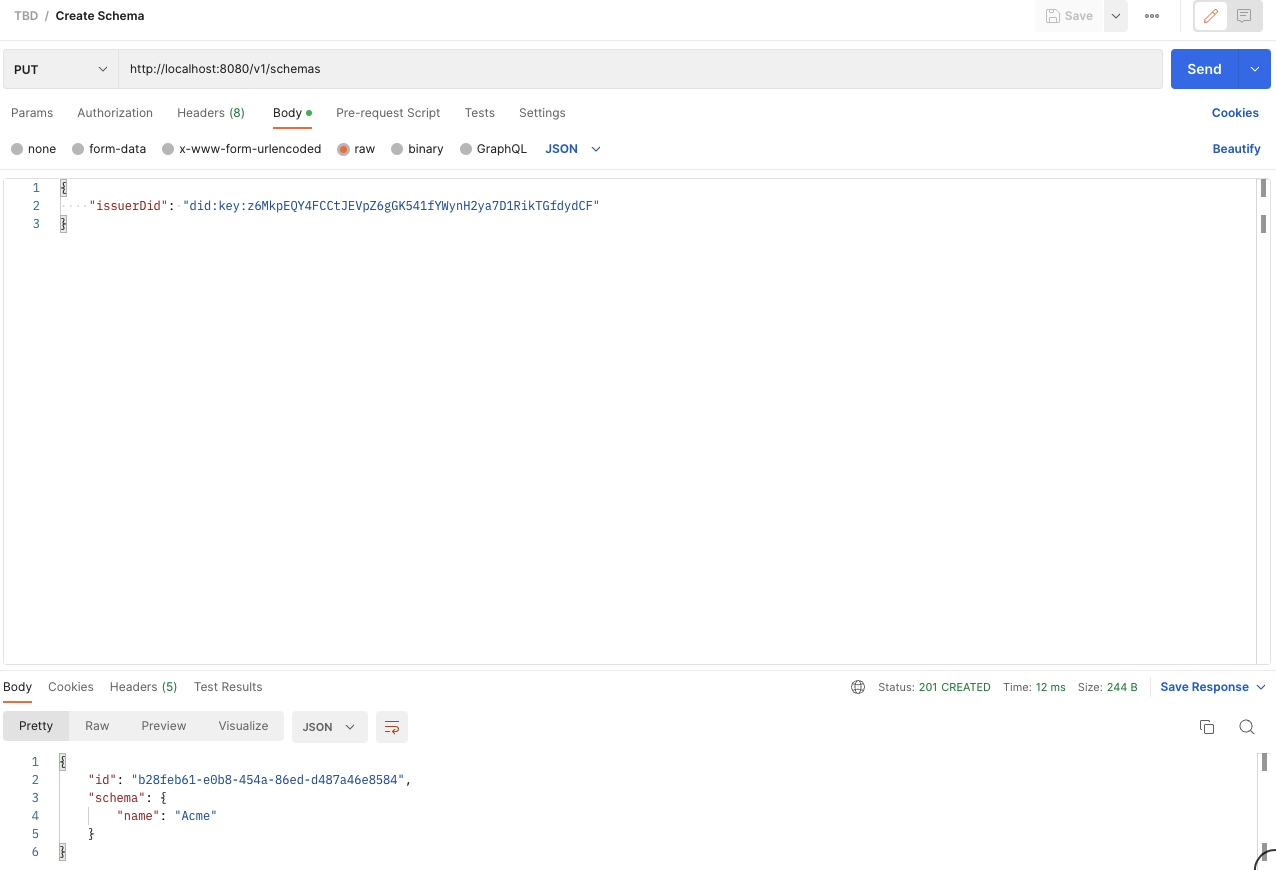 TBD / Create Schema
Save
PUT http://localhost:8080/v1/schemas Send
Params Authorization Headers (8) Body Pre-request Script Tests Settings Cookies
none form-data x-www-form-urlencoded raw binary GraphQL JSON Beautify
1 {
2 "issuerDid": "did:key:z6MkpEQY4FCCtJEVpZ6gGK541fYWynH2ya7D1RikTGfdydCF"
3 }
Body Cookies Headers (5) Test Results Status: 201 CREATED Time: 12 ms Size: 244 B Save Response
Pretty Raw Preview Visualize JSON
1 {
2 "id": "b28feb61-e0b8-454a-86ed-d487a46e8584",
3 "schema": {
4 "name": "Acme"
5 }
6 }